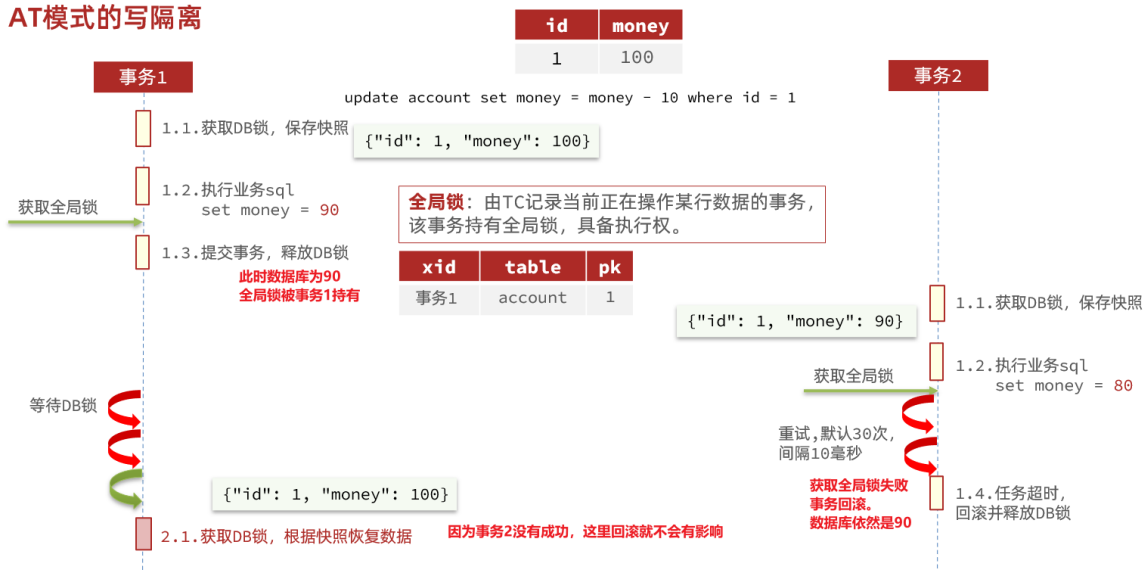 AT模式的写隔离
id money
1 100
事务1
事务2
update account set money = money - 10 where id = 1
1.1.获取DB锁，保存快照
{"id": 1, "money": 100}
1.2.执行业务sql
set money = 90
获取全局锁
全局锁：由TC记录当前正在操作某行数据的事务，
该事务持有全局锁，具备执行权。
1.3.提交事务，释放DB锁
此时数据库为90
全局锁被事务1持有
xid table pk
事务1 account 1
1.1.获取DB锁，保存快照
{"id": 1, "money": 90}
1.2.执行业务sql
set money = 80
获取全局锁
等待DB锁
重试,默认30次，
间隔10毫秒
获取全局锁失败
事务回滚。
数据库依然是90
1.4.任务超时，
回滚并释放DB锁
{"id": 1, "money": 100}
2.1.获取DB锁，根据快照恢复数据
因为事务2没有成功，这里回滚就不会有影响